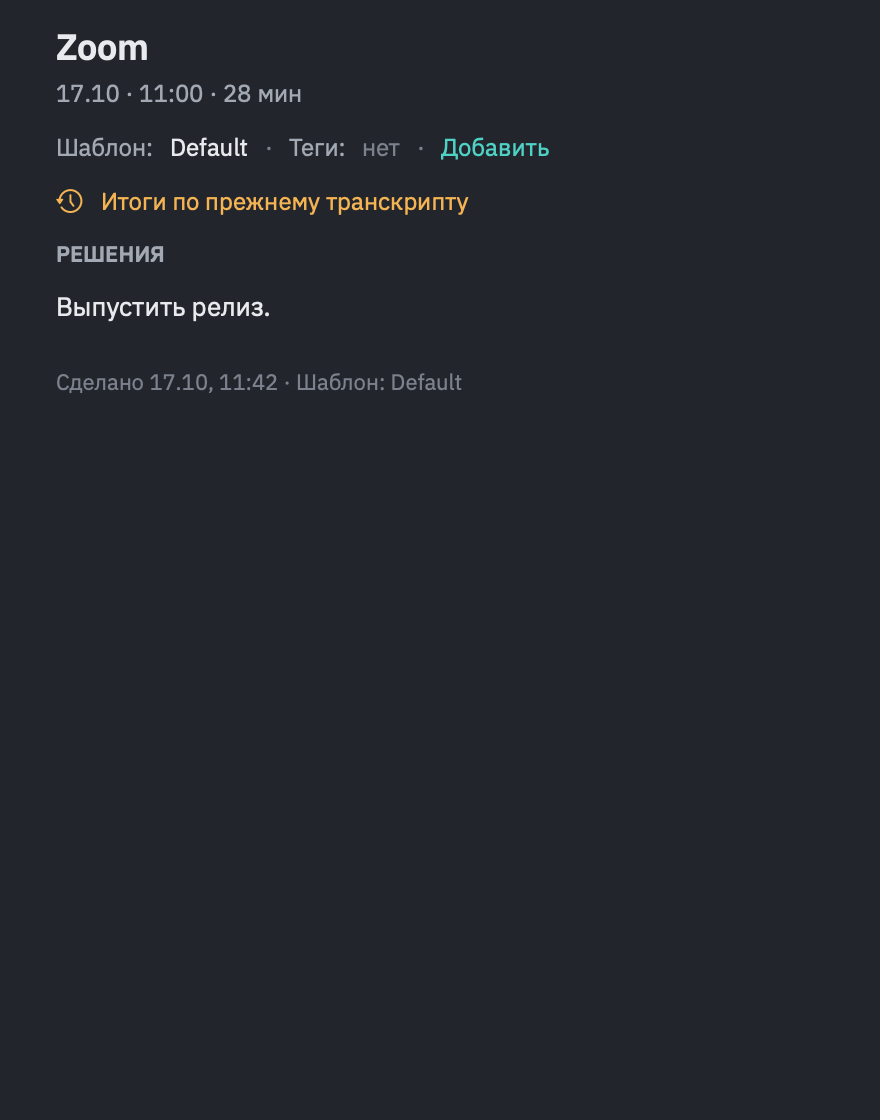 Zoom
17.10 · 11:00 · 28 мин
Шаблон: Default · Теги: нет · Добавить
Итоги по прежнему транскрипту
РЕШЕНИЯ
Выпустить релиз.
Сделано 17.10, 11:42 · Шаблон: Default